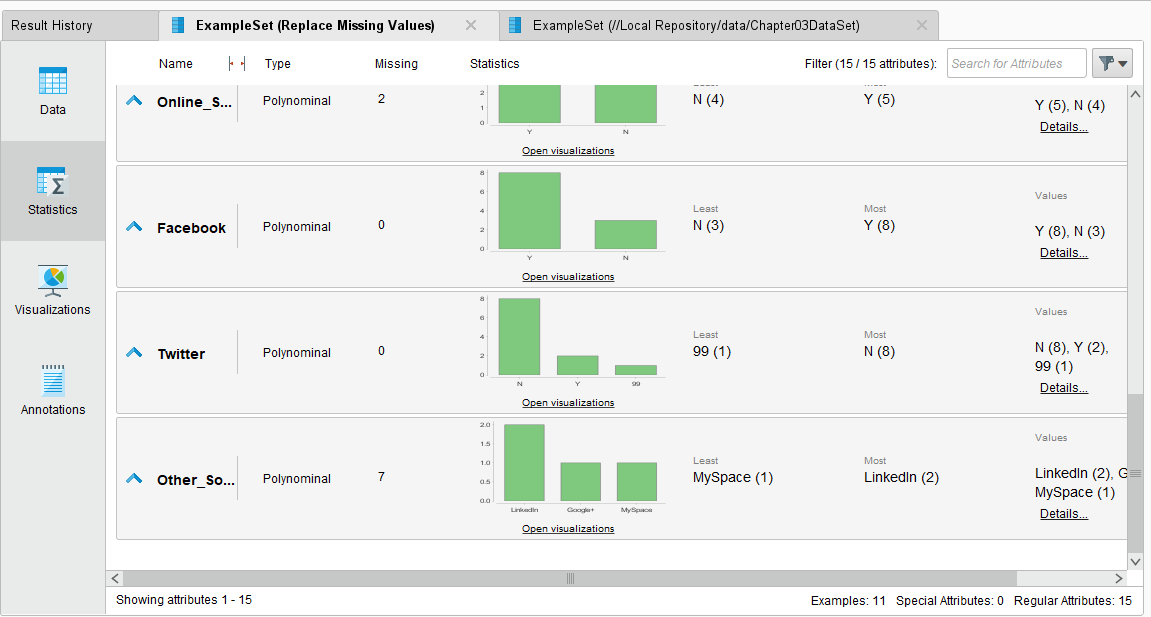 Result History
ExampleSet (Replace Missing Values)
ExampleSet (//Local Repository/data/Chapter03DataSet)
Data
Statistics
Visualizations
Annotations
Name Type Missing Statistics Filter (15 / 15 attributes): Search for Attributes
Online_S... Polynominal 2
2
1
0
Y N
Open visualizations
N (4)
Y (5)
Y (5), N (4)
Details...
Facebook Polynominal 0
8
6
4
2
0
Y N
Open visualizations
Least
N (3)
Most
Y (8)
Values
Y (8), N (3)
Details...
Twitter Polynominal 0
8
6
4
2
0
N Y 99
Open visualizations
Least
99 (1)
Most
N (8)
Values
N (8), Y (2),
99 (1)
Details...
Other_So... Polynominal 7
2.0
1.5
1.0
0.5
0.0
LinkedIn Google+ MySpace
Open visualizations
Least
MySpace (1)
Most
LinkedIn (2)
Values
LinkedIn (2), G
MySpace (1)
Details...
Showing attributes 1 - 15
Examples: 11 Special Attributes: 0 Regular Attributes: 15